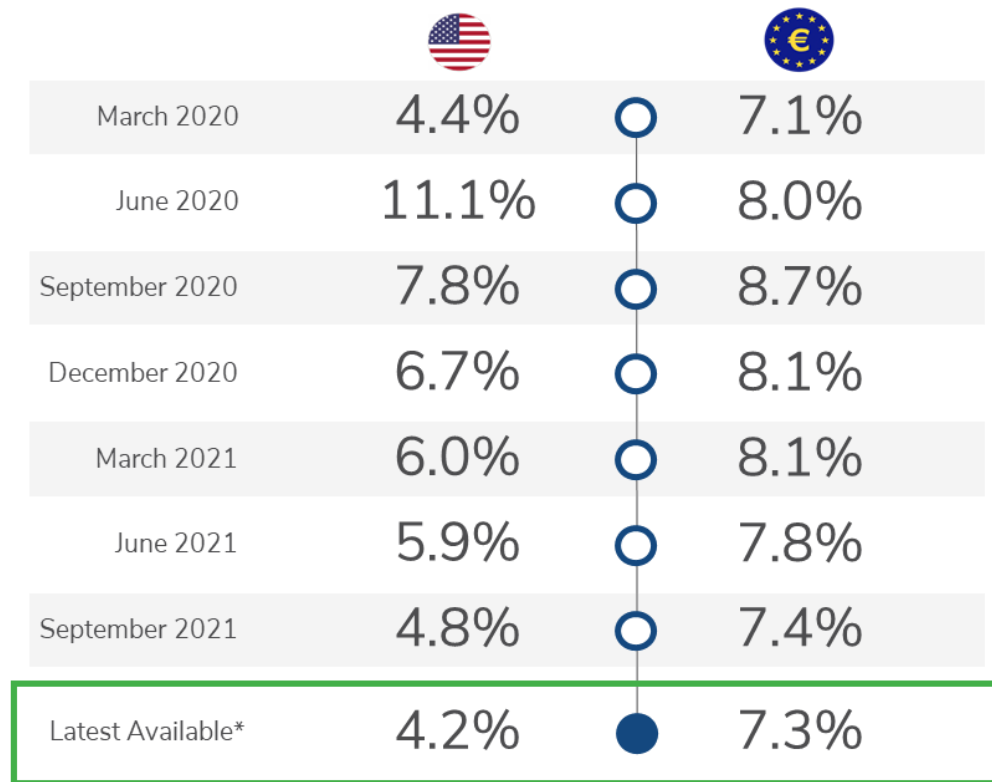 €
March 2020 4.4% 7.1%
June 2020 11.1% 8.0%
September 2020 7.8% 8.7%
December 2020 6.7% 8.1%
March 2021 6.0% 8.1%
June 2021 5.9% 7.8%
September 2021 4.8% 7.4%
Latest Available* 4.2% 7.3%